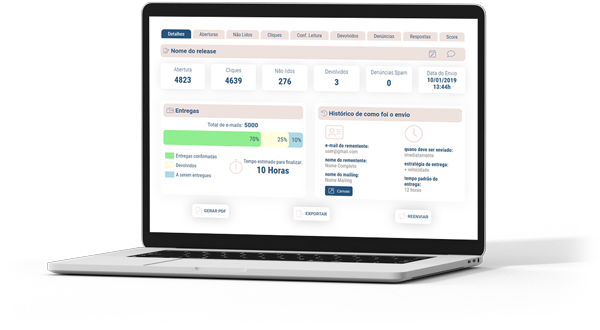 Detalhes Aberturas Não Lidos Cliques Conf. Leitura Devolvidos Denúncias Respostas Score
Nome do release
Abertura Cliques Não lidos Devolvidos Denúncias Spam Data do Envio
4823 4639 276 3 0 10/01/2019
13:44h
Entregas
Total de e-mails: 5000
70% 25% 10%
Entregas confirmadas
Devolvidos
A serem entregues
Tempo estimado para finalizar:
10 Horas
Histórico de como foi o envio
e-mail do rementente:
user@gmail.com
nome do rementente:
Nome Completo
nome do mailing:
Nome Mailing
quano deve ser enviado:
Imediatamente
estratégia de entrega:
+ velocidade
tempo padrão de
entrega:
12 horas
GERAR PDF
EXPORTAR
REENVIAR